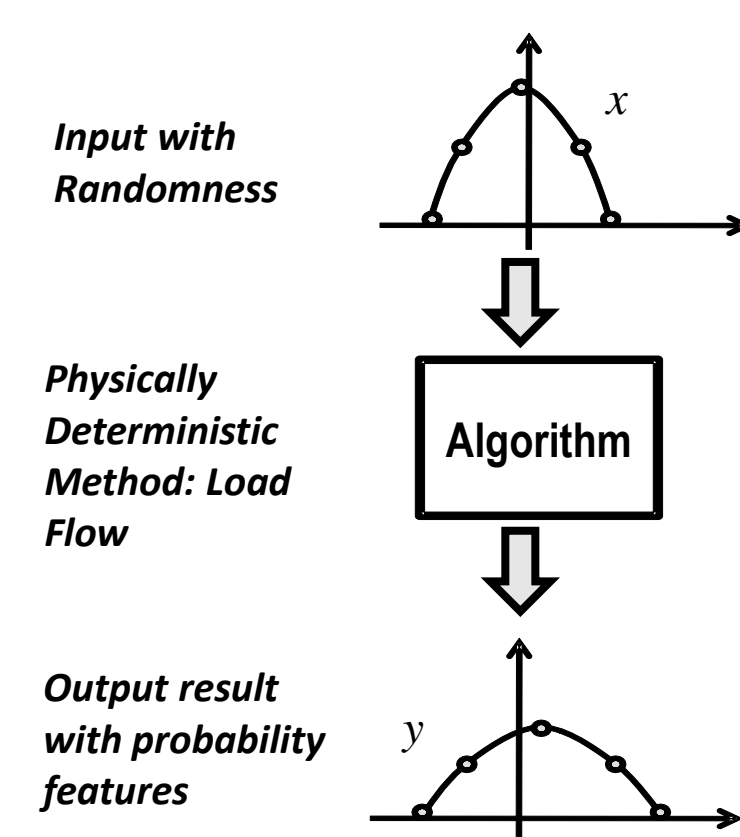 Input with
Randomness
x
Physically
Deterministic
Method: Load
Flow
Algorithm
Output result
with probability
features
y